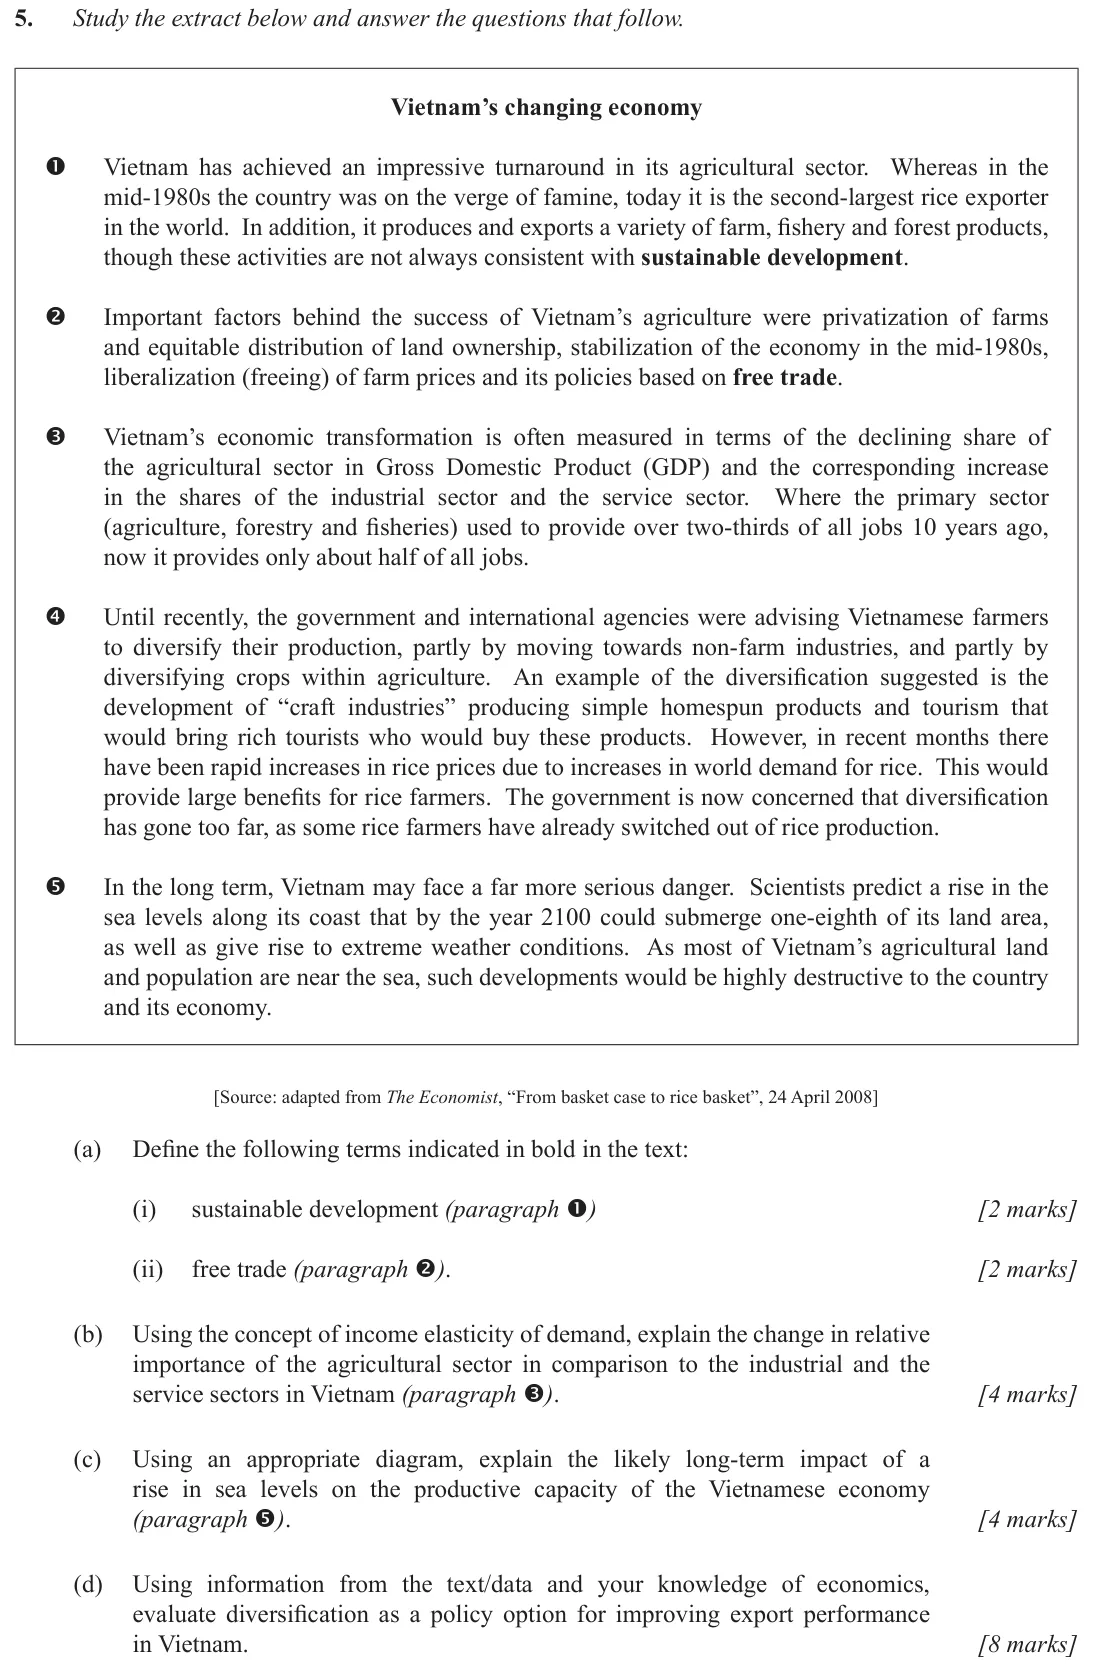 5. Study the extract below and answer the questions that follow.
Vietnam's changing economy
❶ Vietnam has achieved an impressive turnaround in its agricultural sector. Whereas in the
mid-1980s the country was on the verge of famine, today it is the second-largest rice exporter
in the world. In addition, it produces and exports a variety of farm, fishery and forest products,
though these activities are not always consistent with sustainable development.
❷ Important factors behind the success of Vietnam's agriculture were privatization of farms
and equitable distribution of land ownership, stabilization of the economy in the mid-1980s,
liberalization (freeing) of farm prices and its policies based on free trade.
❸ Vietnam's economic transformation is often measured in terms of the declining share of
the agricultural sector in Gross Domestic Product (GDP) and the corresponding increase
in the shares of the industrial sector and the service sector. Where the primary sector
(agriculture, forestry and fisheries) used to provide over two-thirds of all jobs 10 years ago,
now it provides only about half of all jobs.
❹ Until recently, the government and international agencies were advising Vietnamese farmers
to diversify their production, partly by moving towards non-farm industries, and partly by
diversifying crops within agriculture. An example of the diversification suggested is the
development of “craft industries” producing simple homespun products and tourism that
would bring rich tourists who would buy these products. However, in recent months there
have been rapid increases in rice prices due to increases in world demand for rice. This would
provide large benefits for rice farmers. The government is now concerned that diversification
has gone too far, as some rice farmers have already switched out of rice production.
❺ In the long term, Vietnam may face a far more serious danger. Scientists predict a rise in the
sea levels along its coast that by the year 2100 could submerge one-eighth of its land area,
as well as give rise to extreme weather conditions. As most of Vietnam's agricultural land
and population are near the sea, such developments would be highly destructive to the country
and its economy.
[Source: adapted from The Economist, “From basket case to rice basket”, 24 April 2008]
(a) Define the following terms indicated in bold in the text:
(i) sustainable development (paragraph ❶) [2 marks]
(ii) free trade (paragraph ❷). [2 marks]
(b) Using the concept of income elasticity of demand, explain the change in relative
importance of the agricultural sector in comparison to the industrial and the
service sectors in Vietnam (paragraph ❸). [4 marks]
(c) Using an appropriate diagram, explain the likely long-term impact of a
rise in sea levels on the productive capacity of the Vietnamese economy
(paragraph ❺). [4 marks]
(d) Using information from the text/data and your knowledge of economics,
evaluate diversification as a policy option for improving export performance
in Vietnam. [8 marks]